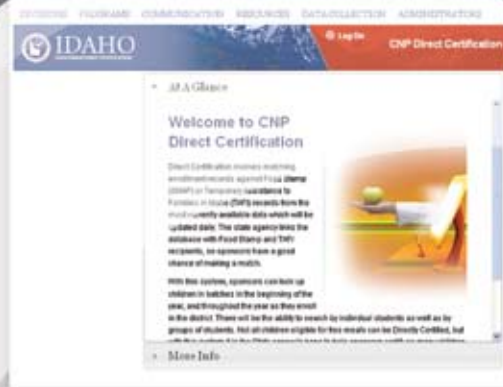 PROGRAMS COMMUNICATION RESOURCES DATA COLLECTION ADMINISTRATORS
IDAHO
Log On
CNP Direct Certification
At A Glance
Welcome to CNP
Direct Certification
Direct Certification involves matching
enrollment records against Food Stamp
(SNAP) or Temporary Assistance to
Families in Idaho (TAFI) records from the
most currently available data which will be
updated daily. The state agency links the
database with Food Stamp and TAFI
recipients, so sponsors have a good
chance of making a match.
With this system, sponsors can look up
children in batches in the beginning of the
year, and throughout the year as they enroll
in the district. There will be the ability to search by individual students as well as by
groups of students. Not all children eligible for free meals can be Directly Certified, but
More Info